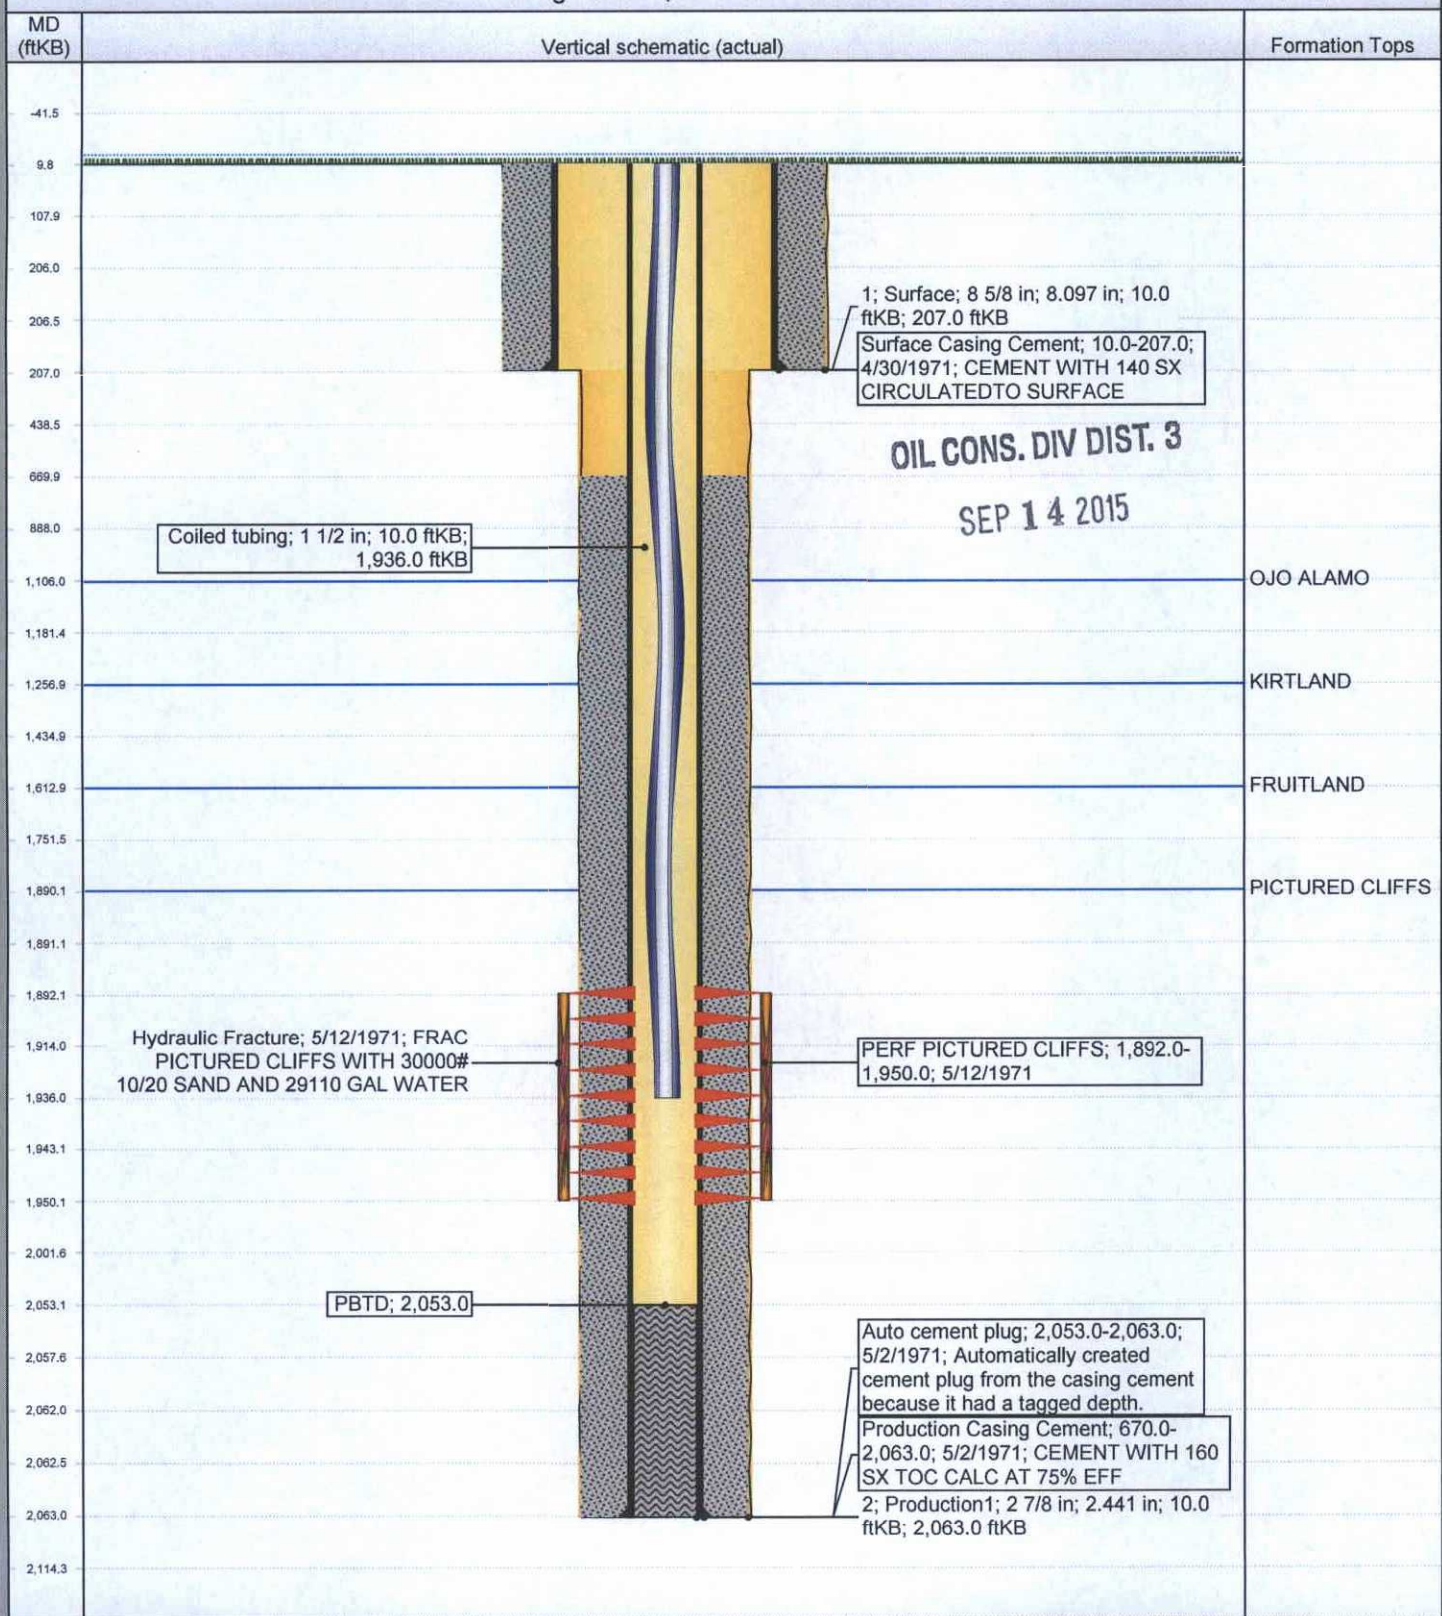 MD
(ftKB)
Vertical schematic (actual)
Formation Tops
-41.5
9.8
107.9
206.0
206.5
207.0
438.5
669.9
888.0
1,106.0
1,181.4
1,256.9
1,434.9
1,612.9
1,751.5
1,890.1
1,891.1
1,892.1
1,914.0
1,936.0
1,943.1
1,950.1
2,001.6
2,053.1
2,057.6
2,062.0
2,062.5
2,063.0
2,114.3
1; Surface; 8 5/8 in; 8.097 in; 10.0
ftKB; 207.0 ftKB
Surface Casing Cement; 10.0-207.0;
4/30/1971; CEMENT WITH 140 SX
CIRCULATEDTO SURFACE
OIL CONS. DIV DIST. 3
SEP 14 2015
Coiled tubing; 1 1/2 in; 10.0 ftKB;
1,936.0 ftKB
OJO ALAMO
KIRTLAND
FRUITLAND
PICTURED CLIFFS
Hydraulic Fracture; 5/12/1971; FRAC
PICTURED CLIFFS WITH 30000#
10/20 SAND AND 29110 GAL WATER
PERF PICTURED CLIFFS; 1,892.0-
1,950.0; 5/12/1971
PBTD; 2,053.0
Auto cement plug; 2,053.0-2,063.0;
5/2/1971; Automatically created
cement plug from the casing cement
because it had a tagged depth.
Production Casing Cement; 670.0-
2,063.0; 5/2/1971; CEMENT WITH 160
SX TOC CALC AT 75% EFF
2; Production1; 2 7/8 in; 2.441 in; 10.0
ftKB; 2,063.0 ftKB